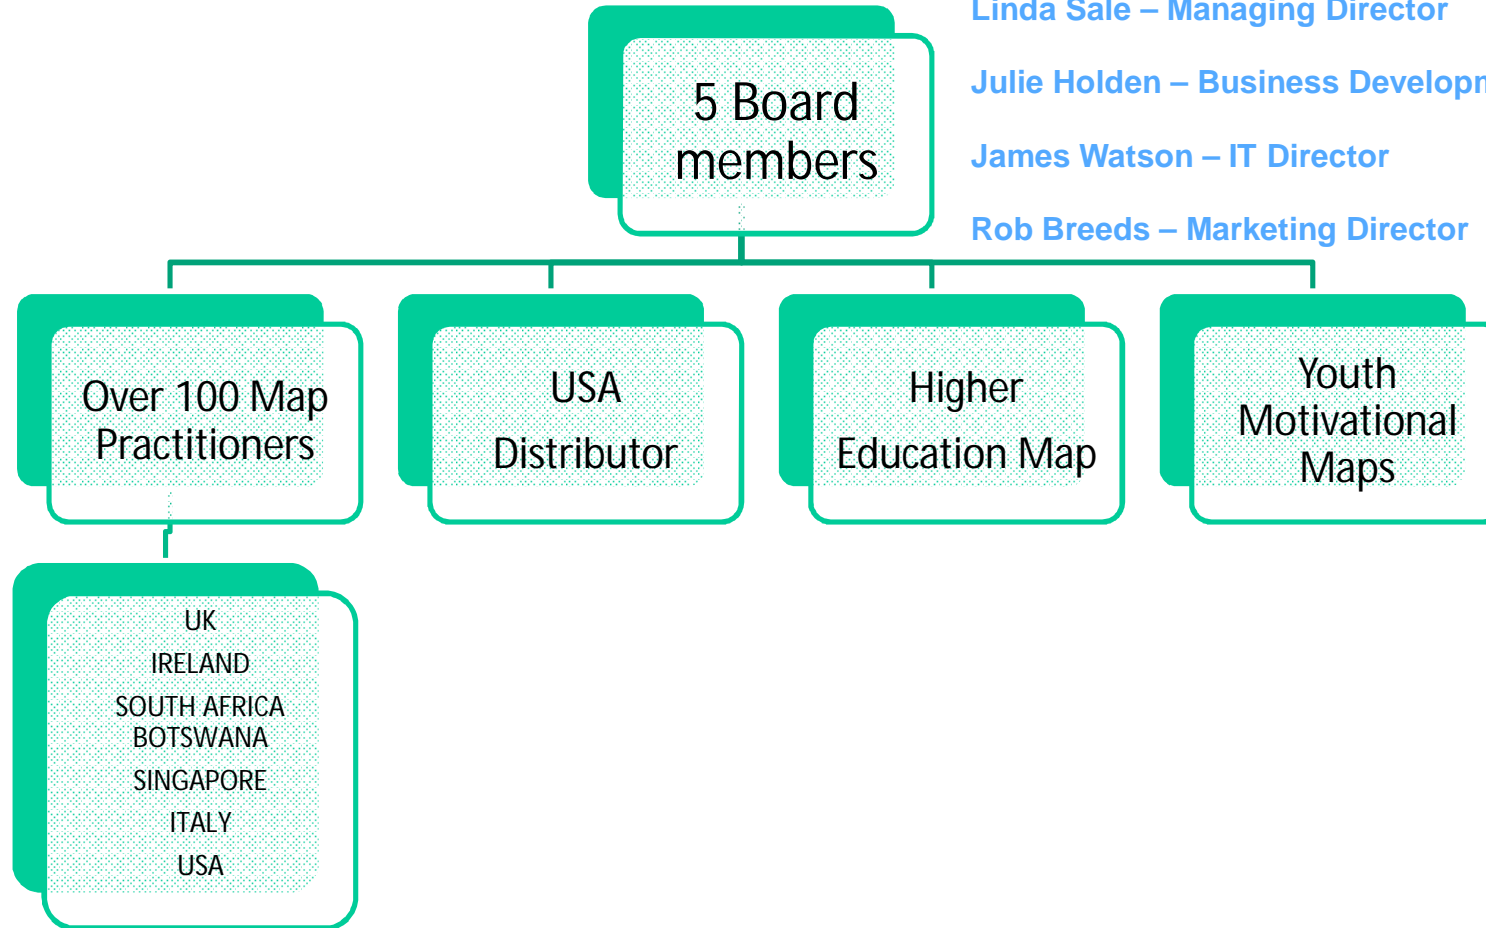 Linda Sale – Managing Director
5 Board
members
Julie Holden – Business
James Watson – IT Director
Rob Breeds – Marketing Director
Over 100 Map
Practitioners
USA
Distributor
Higher
Education Map
Youth
Motivational
Maps
UK
IRELAND
SOUTH AFRICA
BOTSWANA
SINGAPORE
ITALY
USA